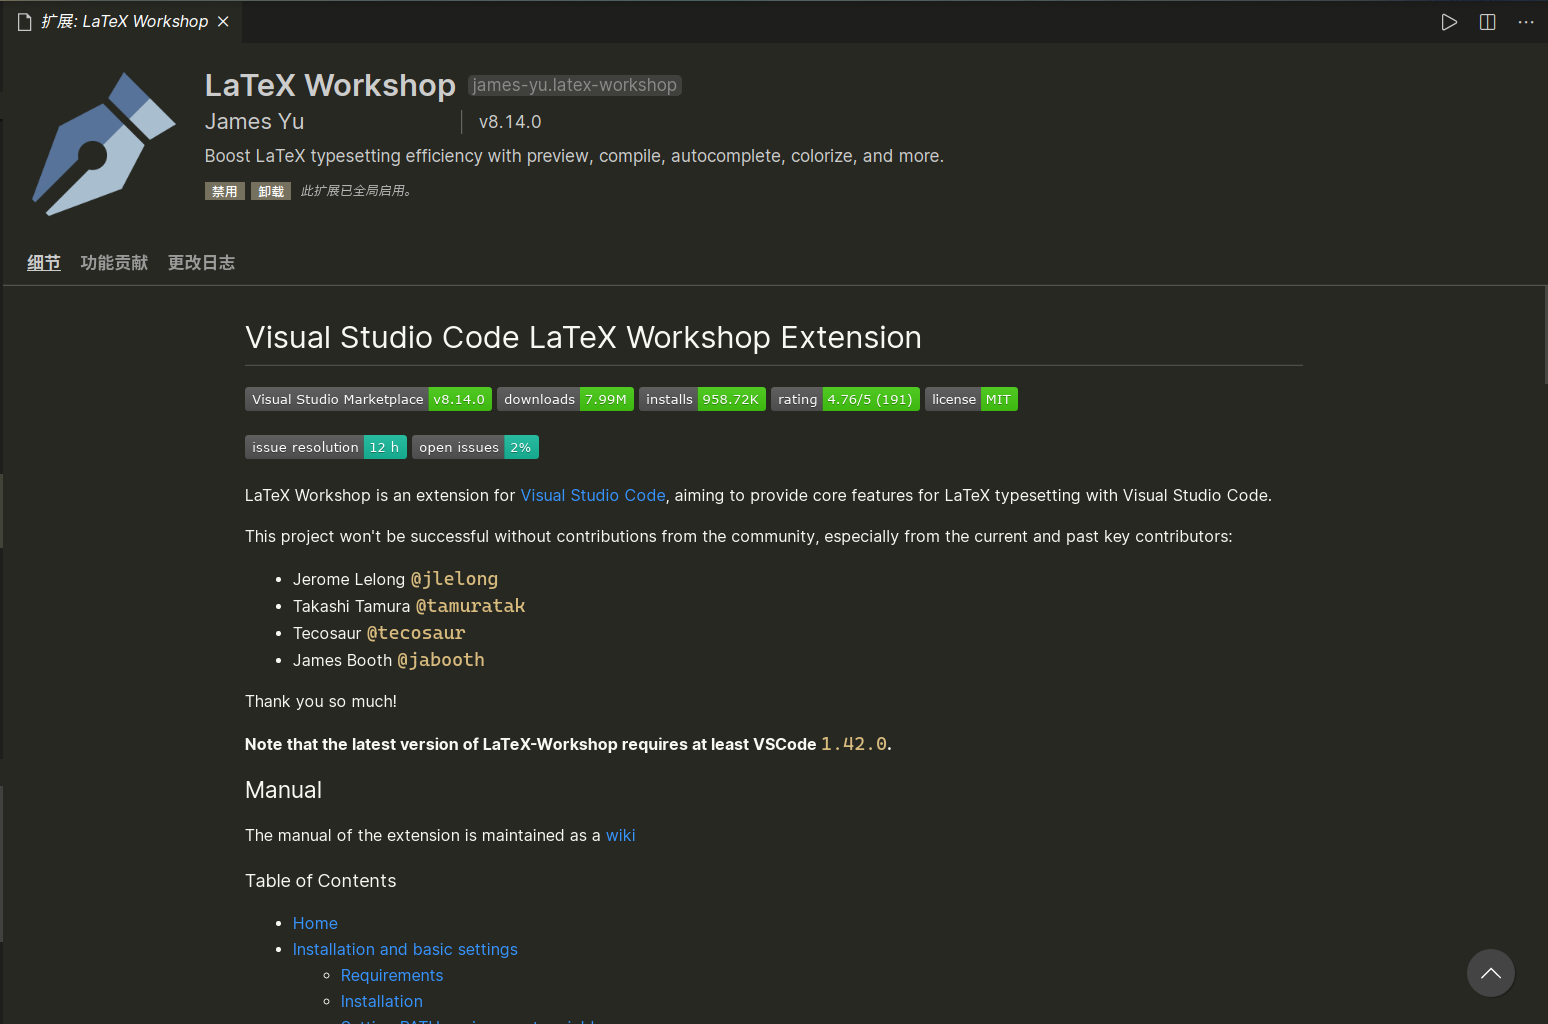 扩展: LaTeX Workshop
LaTeX Workshop james-yu.latex-workshop
James Yu v8.14.0
Boost LaTeX typesetting efficiency with preview, compile, autocomplete, colorize, and more.
禁用 卸载 此扩展已全局启用。
细节 功能贡献 更改日志
Visual Studio Code LaTeX Workshop Extension
Visual Studio Marketplace v8.14.0 downloads 7.99M installs 958.72K rating 4.76/5 (191) license MIT
issue resolution 12 h open issues 2%
LaTeX Workshop is an extension for Visual Studio Code, aiming to provide core features for LaTeX typesetting with Visual Studio Code.
This project won't be successful without contributions from the community, especially from the current and past key contributors:
• Jerome Lelong @jlelong
• Takashi Tamura @tamuratak
• Tecosaur @tecosaur
• James Booth @jabooth
Thank you so much!
Note that the latest version of LaTeX-Workshop requires at least VSCode 1.42.0.
Manual
The manual of the extension is maintained as a wiki
Table of Contents
• Home
• Installation and basic settings
◦ Requirements
◦ Installation